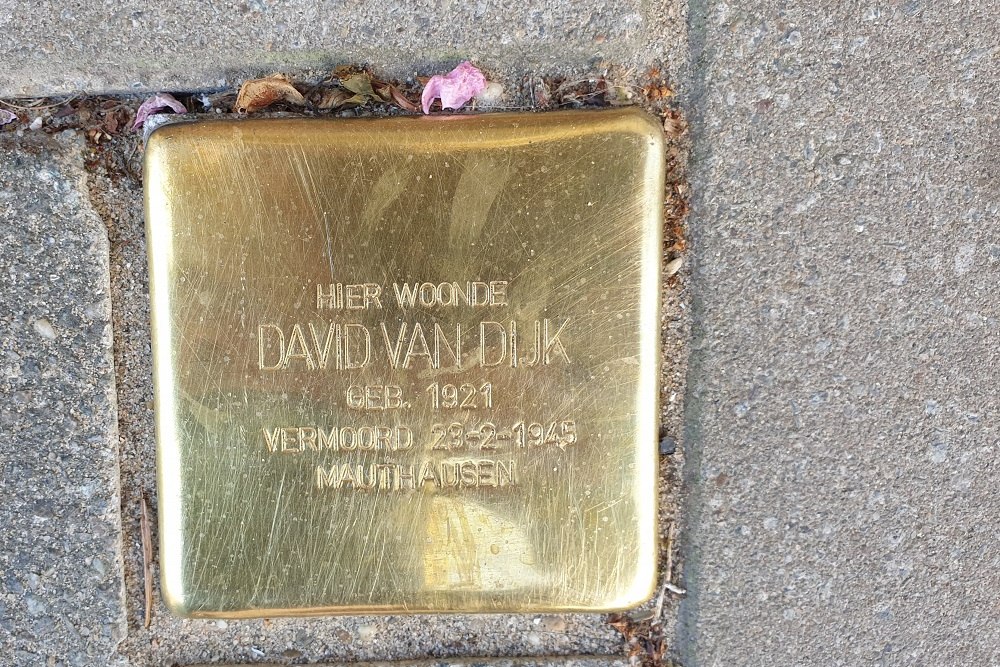 HIER WOONDE
DAVID VAN DIJK
GEB. 1921
VERMOORD 23-2-1945
MAUTHAUSEN